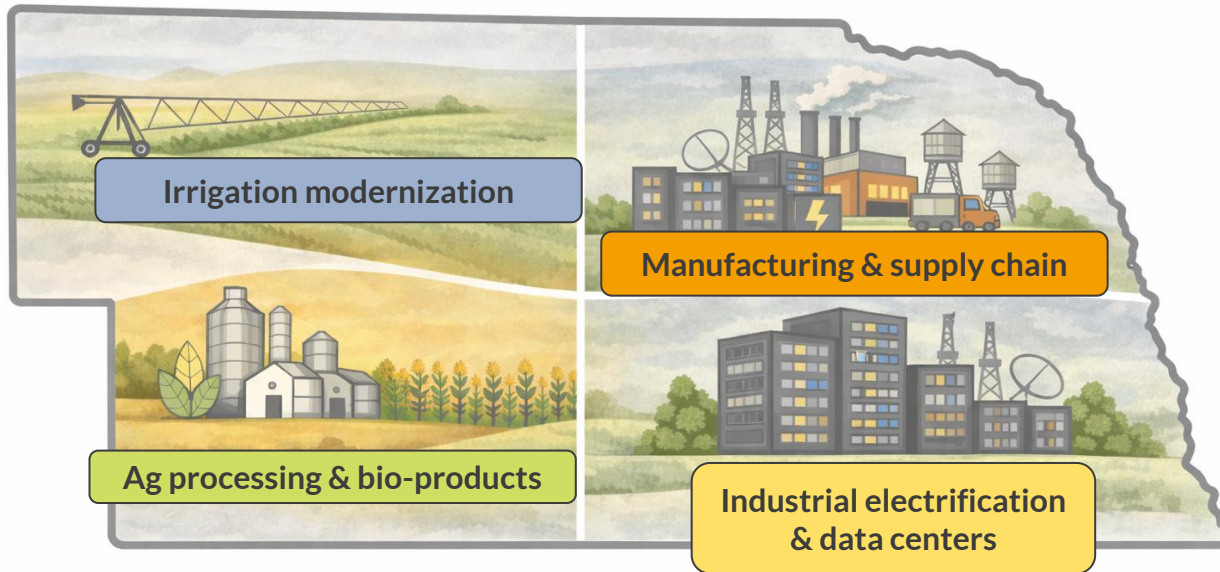 Irrigation modernization
Manufacturing & supply chain
Ag processing & bio-products
Industrial electrification
& data centers